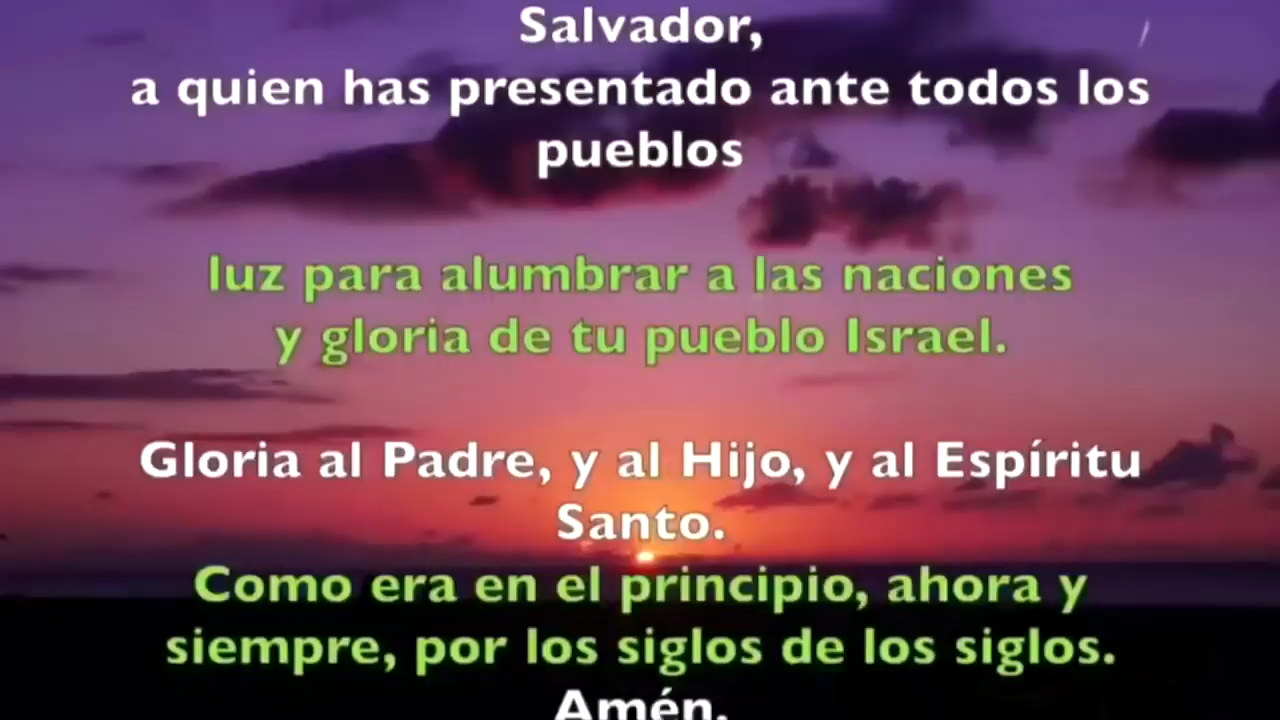 Salvador,
a quien has presentado ante todos los
pueblos
luz para alumbrar a las naciones
y gloria de tu pueblo Israel.
Gloria al Padre, y al Hijo, y al Espíritu
Santo.
Como era en el principio, ahora y
siempre, por los siglos de los siglos.
Amén.